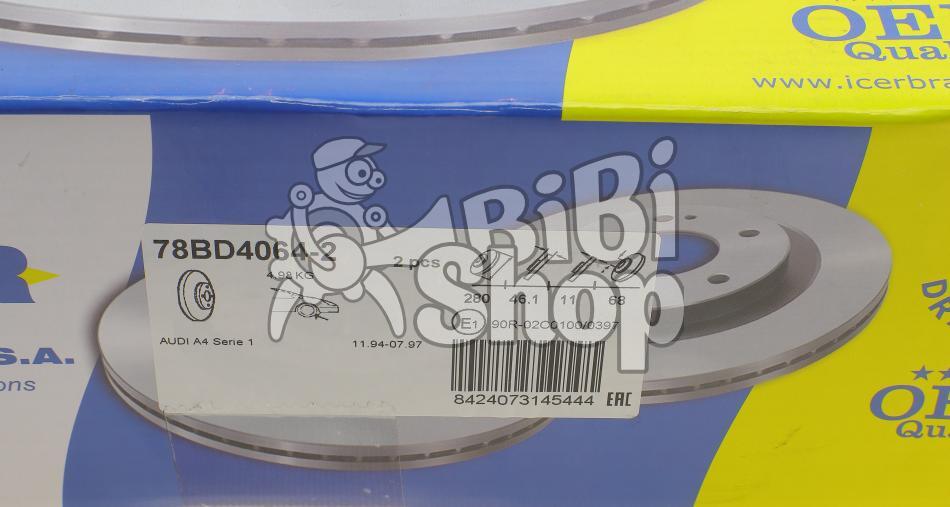 OE
Qual
www.icerbra
BiBi
Shop
78BD4064-2
2 pcs
4.98 KG
280 46.1 11 68
E1 90R-02C0100/0397
AUDI A4 Serie 1 11.94-07.97
8424073145444 EAC
R
S.A.
ons
DR
OE
Qua